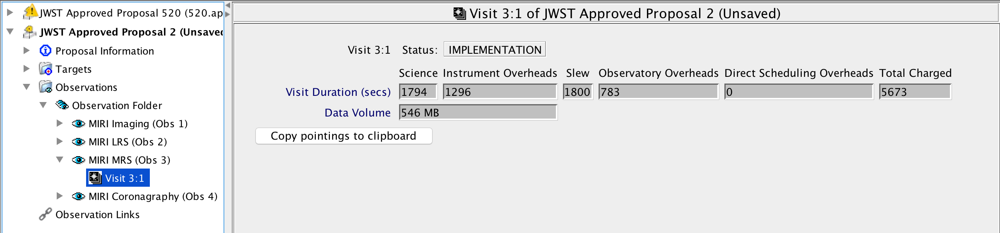 JWST Approved Proposal 520 (520.ap
JWST Approved Proposal 2 (Unsaved
Proposal Information
Targets
Observations
Observation Folder
MIRI Imaging (Obs 1)
MIRI LRS (Obs 2)
MIRI MRS (Obs 3)
Visit 3:1
MIRI Coronagraphy (Obs 4)
Observation Links
Visit 3:1 of JWST Approved Proposal 2 (Unsaved)
Visit 3:1 Status: IMPLEMENTATION
Science Instrument Overheads Slew Observatory Overheads Direct Scheduling Overheads Total Charged
Visit Duration (secs) 1794 1296 1800 783 0 5673
Data Volume 546 MB
Copy pointings to clipboard